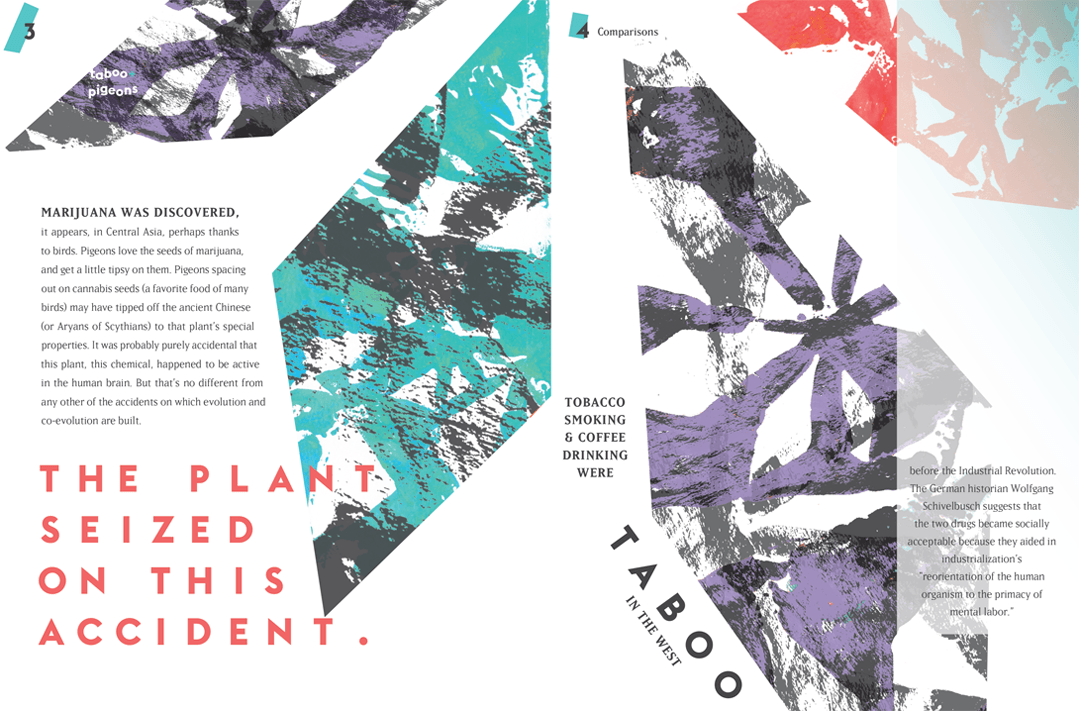 3
taboo
pigeons
MARIJUANA WAS DISCOVERED,
it appears, in Central Asia, perhaps thanks
to birds. Pigeons love the seeds of marijuana,
and get a little tipsy on them. Pigeons spacing
out on cannabis seeds (a favorite food of many
birds) may have tipped off the ancient Chinese
(or Aryans of Scythians) to that plant's special
properties. It was probably purely accidental that
this plant, this chemical, happened to be active
in the human brain. But that's no different from
any other of the accidents on which evolution and
co-evolution are built.
THE PLANT
SEIZED
ON THIS
ACCIDENT.
4 Comparisons
TOBACCO
SMOKING
& COFFEE
DRINKING
WERE
TABOO
IN THE WEST
before the Industrial Revolution.
The German historian Wolfgang
Schivelbusch suggests that
the two drugs became socially
acceptable because they aided in
industrialization's
"reorientation of the human
organism to the primacy of
mental labor."